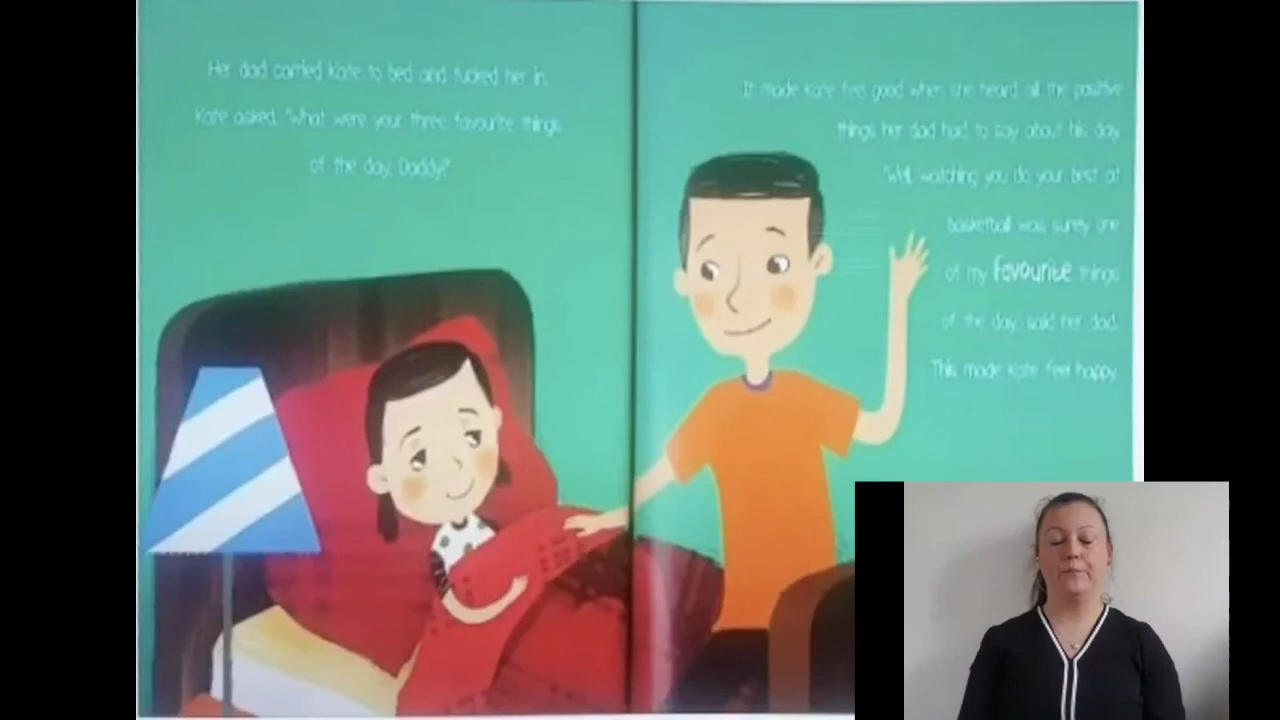 Her dad carried Kate to bed and tucked her in.
Kate asked, "What were your three favourite things
of the day, Daddy?"
It made Kate feel good when she heard all the positive
things her dad had to say about his day.
"Well, watching you do your best at
basketball was surely one
of my favourite things
of the day, said her dad.
This made Kate feel happy.